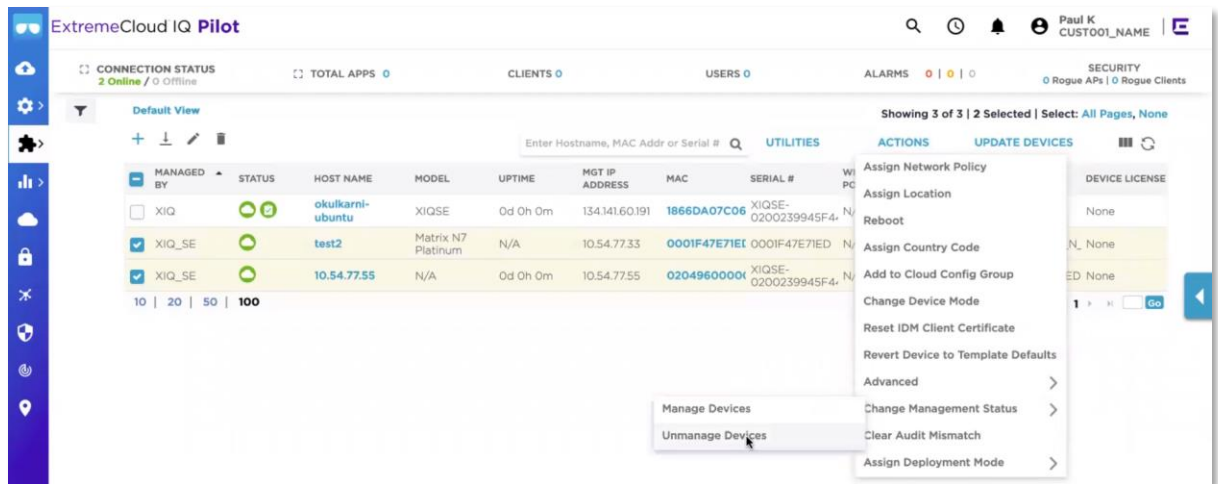 ExtremeCloud IQ Pilot
Paul K
CUST001_NAME
CONNECTION STATUS
2 Online / 0 Offline
TOTAL APPS 0
CLIENTS 0
USERS 0
ALARMS 0 | 0 | 0
SECURITY
0 Rogue APs | 0 Rogue Clients
Default View
Showing 3 of 3 | 2 Selected | Select: All Pages, None
Enter Hostname, MAC Addr or Serial #
UTILITIES
ACTIONS
UPDATE DEVICES
MANAGED BY STATUS HOST NAME MODEL UPTIME MGT IP ADDRESS MAC SERIAL # DEVICE LICENSE
XIQ okulkarni-ubuntu XIQSE 0d 0h 0m 134.141.60.191 1866DA07C06 XIQSE-0200239945F4 None
XIQ_SE test2 Matrix N7 Platinum N/A 10.54.77.33 0001F47E71E 0001F47E71ED None
XIQ_SE 10.54.77.55 N/A 0d 0h 0m 10.54.77.55 0204960000 XIQSE-0200239945F4 None
10 | 20 | 50 | 100
1
Go
Assign Network Policy
Assign Location
Reboot
Assign Country Code
Add to Cloud Config Group
Change Device Mode
Reset IDM Client Certificate
Revert Device to Template Defaults
Advanced
Change Management Status
Clear Audit Mismatch
Assign Deployment Mode
Manage Devices
Unmanage Devices